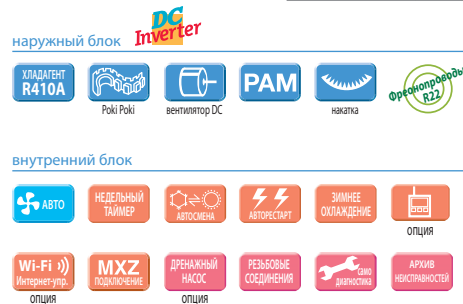 DC
Inverter
наружный блок
ХЛАДАГЕНТ
R410A
PAM
Фреонопроводы
R22
Poki Poki
вентилятор DC
накатка
внутренний блок
АВТО
НЕДЕЛЬНЫЙ
ТАЙМЕР
АВТОСМЕНА
АВТОРЕСТАРТ
ЗИМНЕЕ
ОХЛАЖДЕНИЕ
опция
Wi-Fi
Интернет-упр.
MXZ
ПОДКЛЮЧЕНИЕ
ДРЕНАЖНЫЙ
НАСОС
РЕЗЬБОВЫЕ
СОЕДИНЕНИЯ
само
диагностика
АРХИВ
НЕИСПРАВНОСТЕЙ
опция
опция